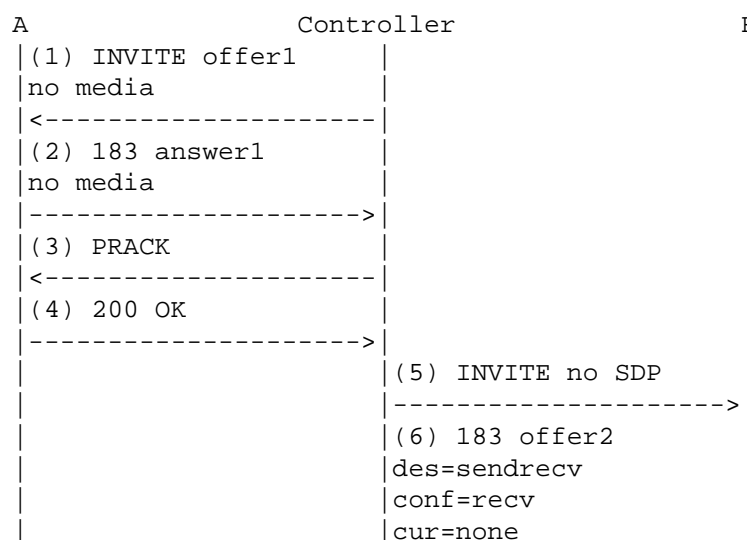 A Controller
|(1) INVITE offer1 |
|no media |
|<---------------------|
|(2) 183 answer1 |
|no media |
|--------------------->|
|(3) PRACK |
|<---------------------|
|(4) 200 OK |
|--------------------->|
| |(5) INVITE no SDP
| |--------------------->
| |(6) 183 offer2
| |des=sendrecv
| |conf=recv
| |cur=none